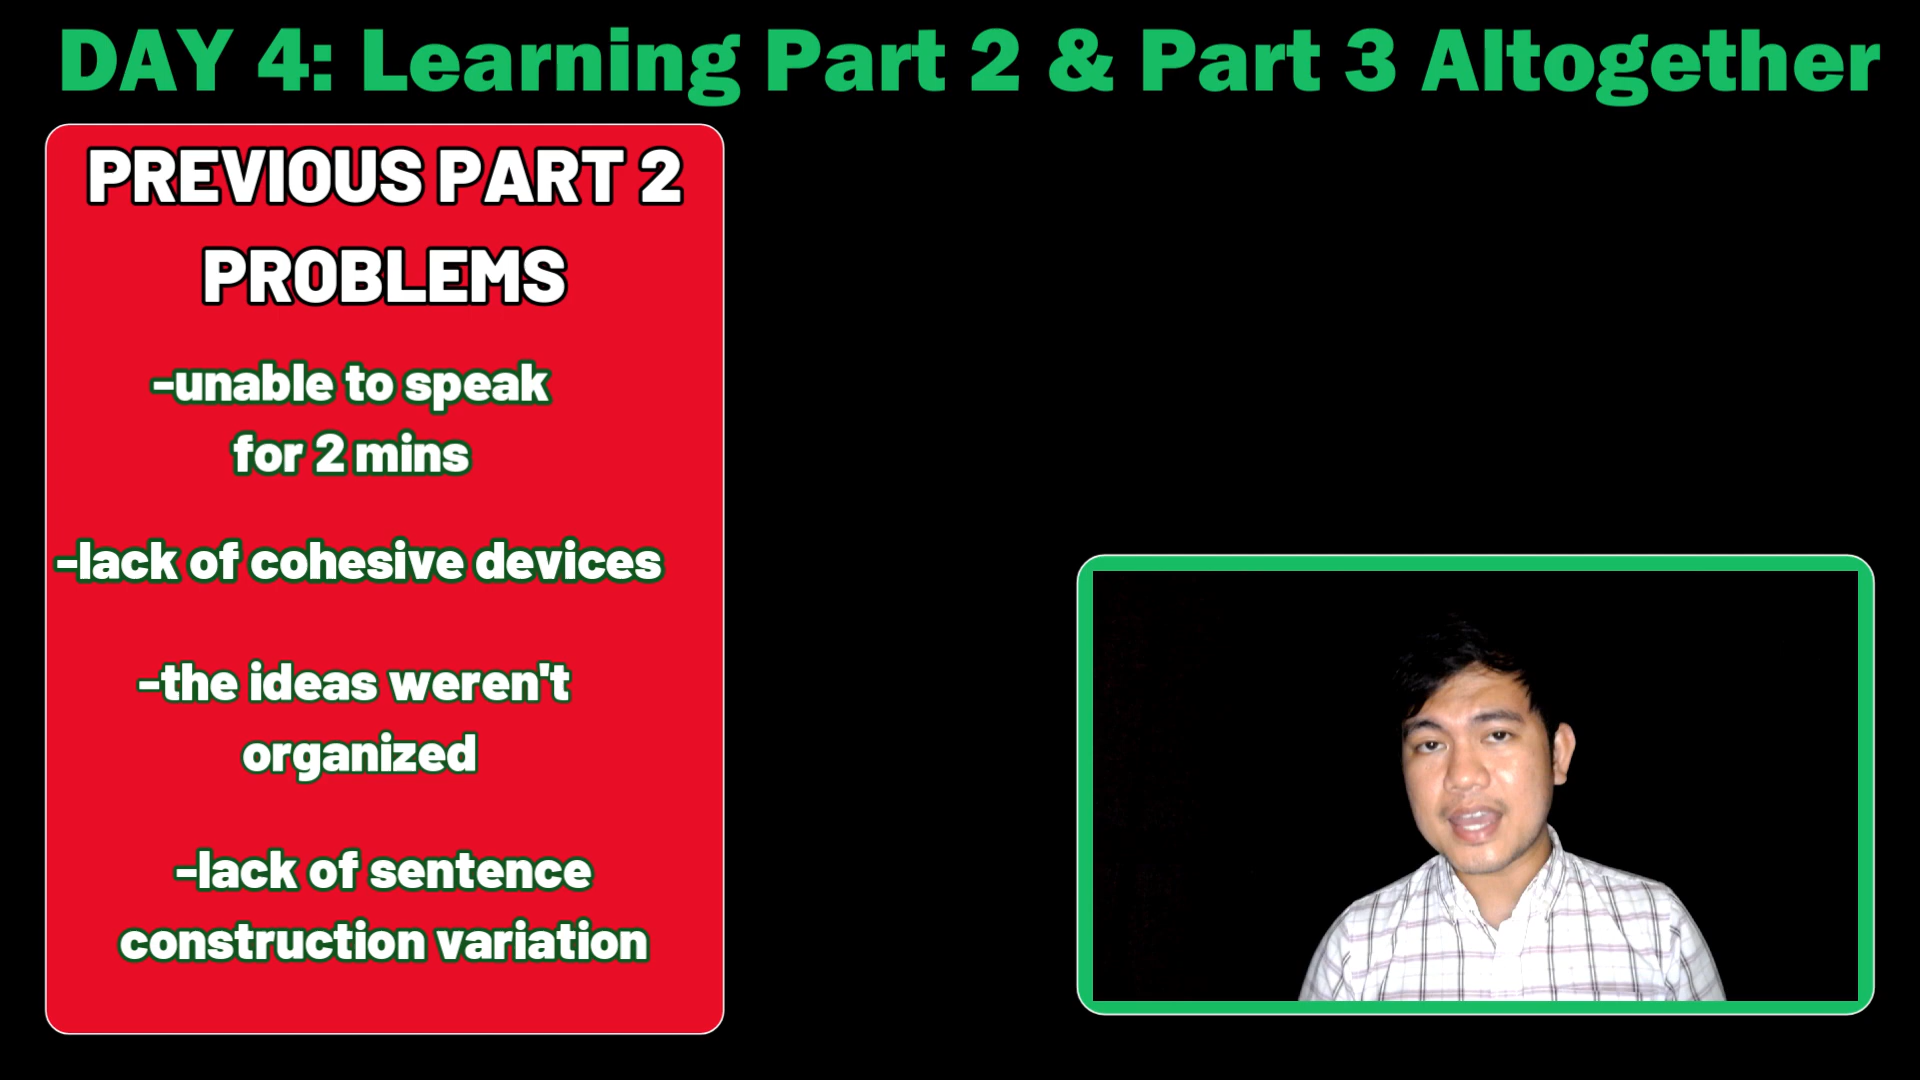 DAY 4: Learning Part 2 & Part 3 Altogether
PREVIOUS PART 2
PROBLEMS
-unable to speak
for 2 mins
-lack of cohesive devices
-the ideas weren't
organized
-lack of sentence
construction variation